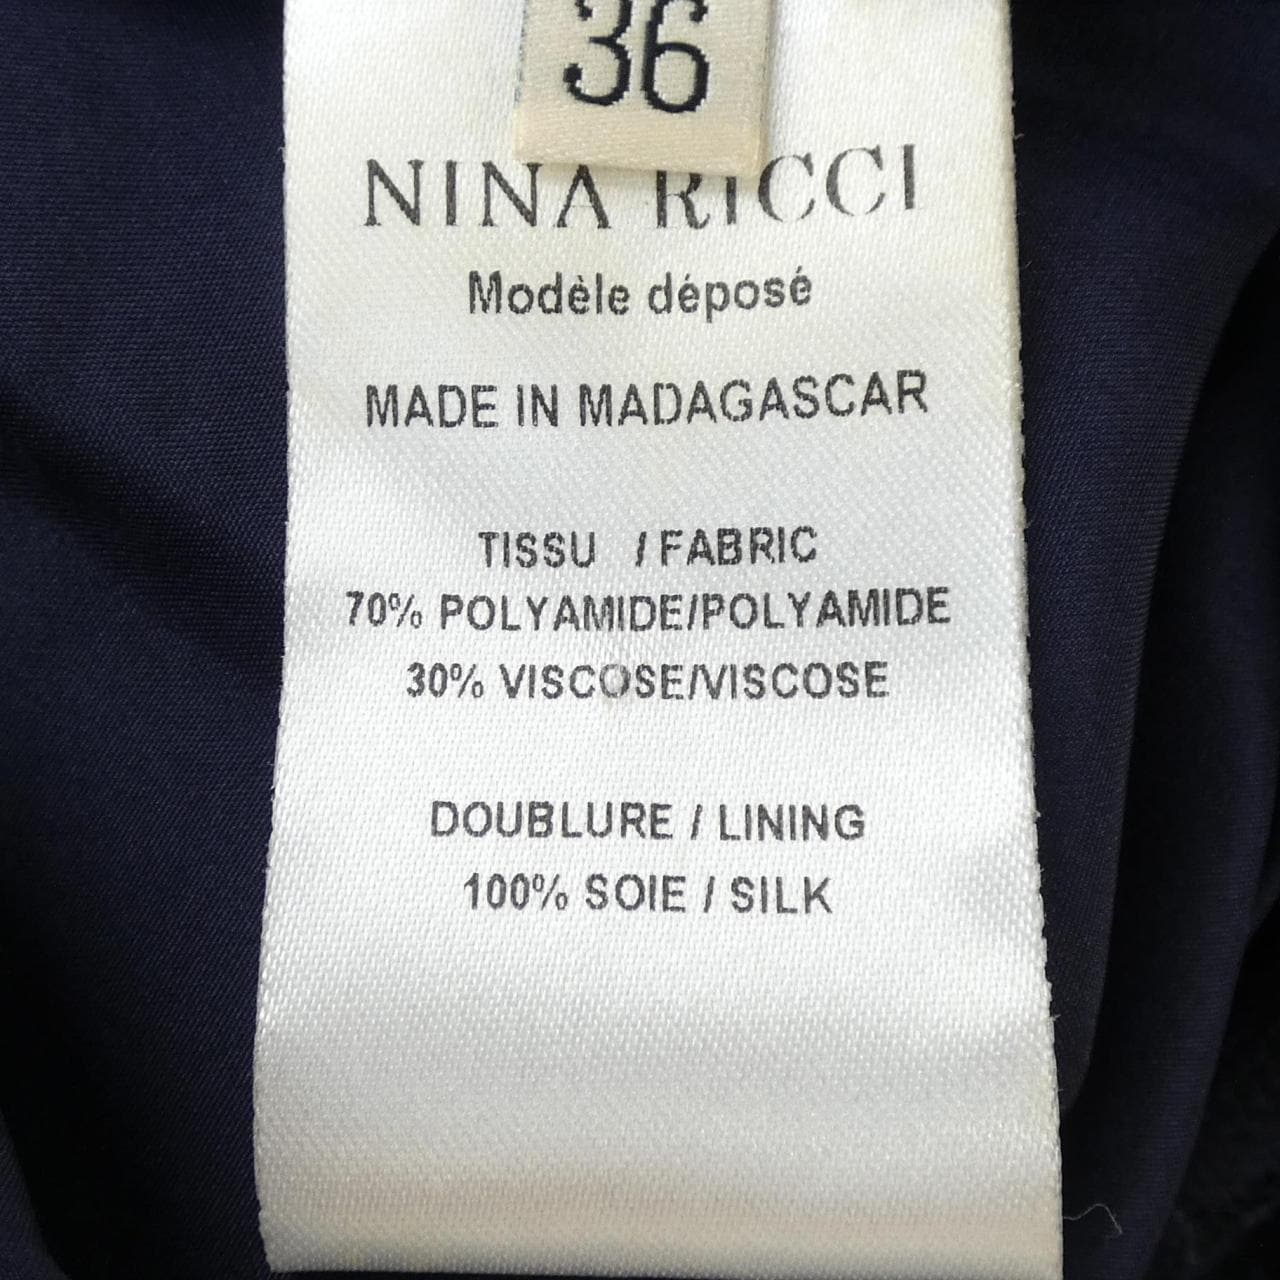 36
NINA RICCI
Modèle déposé
MADE IN MADAGASCAR
TISSU / FABRIC
70% POLYAMIDE/POLYAMIDE
30% VISCOSE/VISCOSE
DOUBLURE / LINING
100% SOIE / SILK